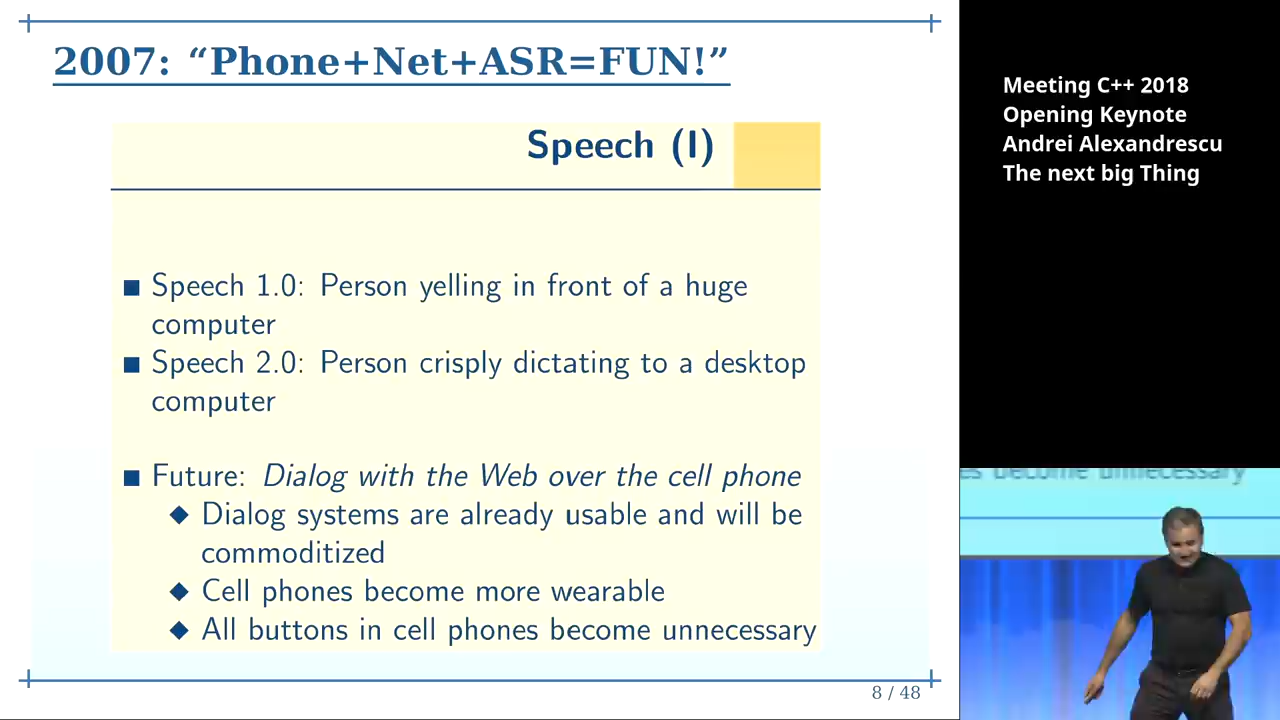 2007: “Phone+Net+ASR=FUN!”
Speech (I)
■ Speech 1.0: Person yelling in front of a huge
computer
■ Speech 2.0: Person crisply dictating to a desktop
computer
■ Future: Dialog with the Web over the cell phone
◆ Dialog systems are already usable and will be
commoditized
◆ Cell phones become more wearable
◆ All buttons in cell phones become unnecessary
8 / 48
Meeting C++ 2018
Opening Keynote
Andrei Alexandrescu
The next big Thing
es become unnecessary